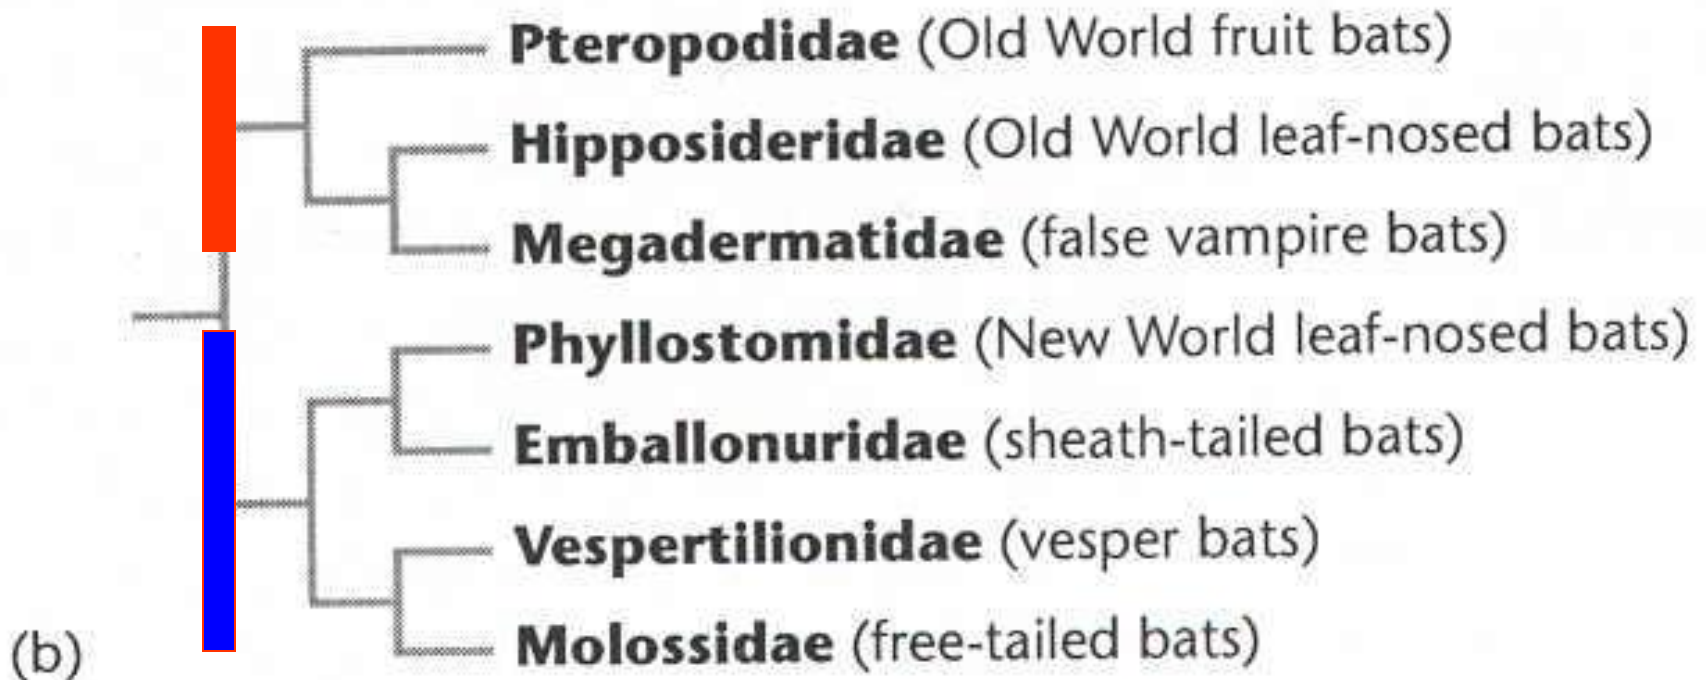 Pteropodidae (Old World fruit bats)
Hipposideridae (Old World leaf-nosed bats)
Megadermatidae (false vampire bats)
Phyllostomidae (New World leaf-nosed bats)
Emballonuridae (sheath-tailed bats)
Vespertilionidae (vesper bats)
Molossidae (free-tailed bats)
(b)